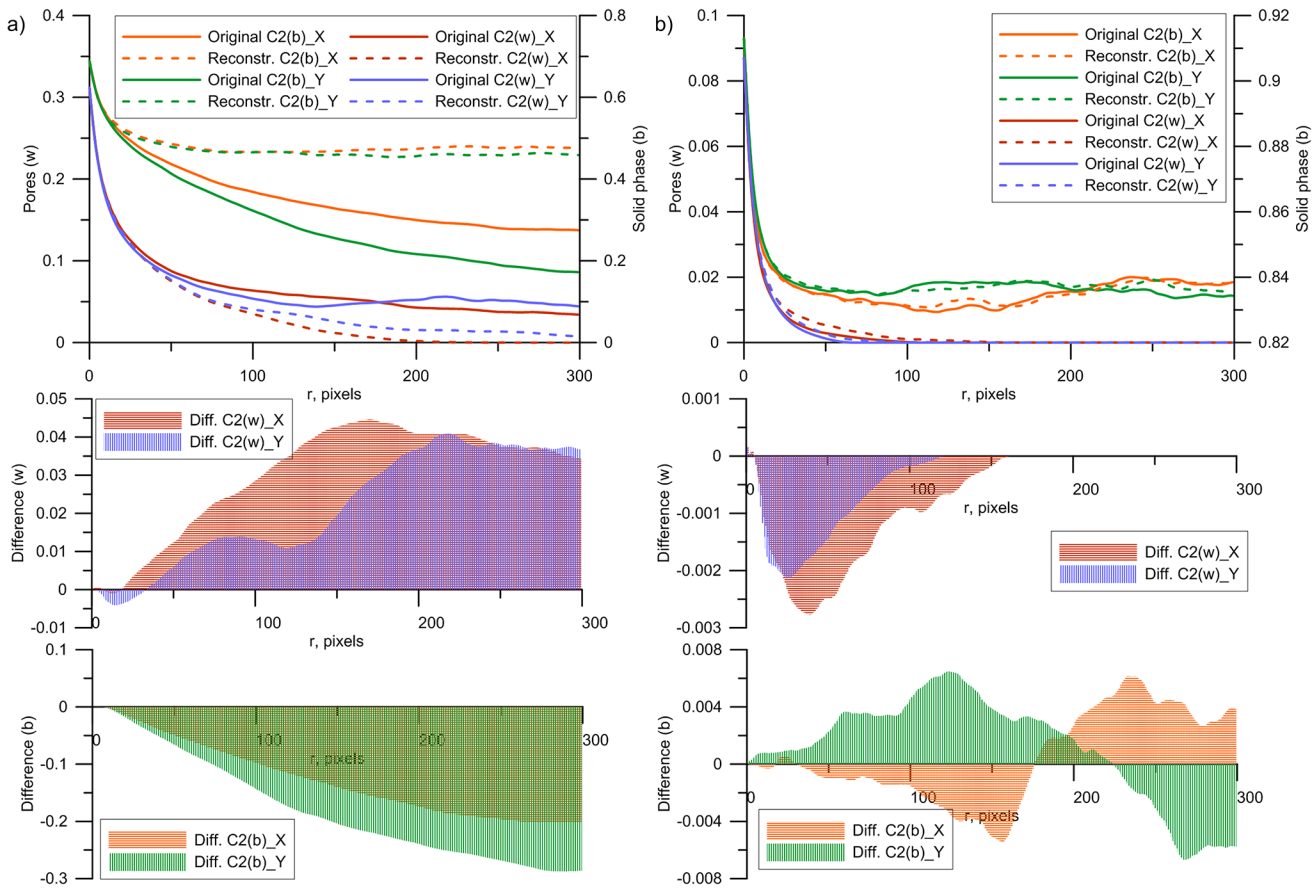 a)
0.4
0.3
0.2
0.1
0
Pores (w)
Original C2(b)_X
Reconstr. C2(b)_X
Original C2(b)_Y
Reconstr. C2(b)_Y
Original C2(w)_X
Reconstr. C2(w)_X
Original C2(w)_Y
Reconstr. C2(w)_Y
0.8
0.6
0.4
0.2
0
Solid phase (b)
0
100
200
300
r, pixels
0.05
0.04
0.03
0.02
0.01
0
-0.01
Difference (w)
Diff. C2(w)_X
Diff. C2(w)_Y
0
100
200
300
r, pixels
0.1
0
-0.1
-0.2
-0.3
Difference (b)
0
100
200
300
r, pixels
Diff. C2(b)_X
Diff. C2(b)_Y
b)
0.1
0.08
0.06
0.04
0.02
0
Pores (w)
Original C2(b)_X
Reconstr. C2(b)_X
Original C2(b)_Y
Reconstr. C2(b)_Y
Original C2(w)_X
Reconstr. C2(w)_X
Original C2(w)_Y
Reconstr. C2(w)_Y
0.92
0.9
0.88
0.86
0.84
0.82
Solid phase (b)
0
100
200
300
r, pixels
0.001
0
-0.001
-0.002
-0.003
Difference (w)
0
100
200
300
r, pixels
Diff. C2(w)_X
Diff. C2(w)_Y
0.008
0.004
0
-0.004
-0.008
Difference (b)
0
100
200
300
r, pixels
Diff. C2(b)_X
Diff. C2(b)_Y